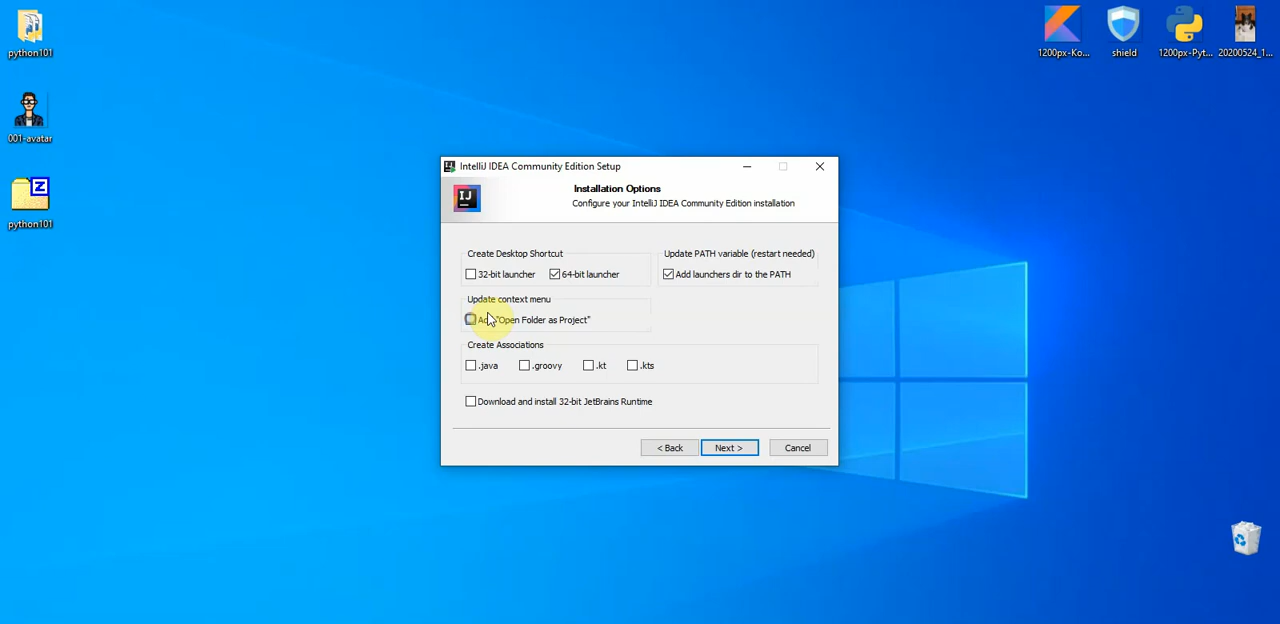 python101
001-avatar
python101
1200px-Ko...
shield
1200px-Pyt...
20200524_1...
IntelliJ IDEA Community Edition Setup
IJ
Installation Options
Configure your IntelliJ IDEA Community Edition installation
Create Desktop Shortcut
32-bit launcher
64-bit launcher
Update PATH variable (restart needed)
Add launchers dir to the PATH
Update context menu
"Open Folder as Project"
Create Associations
.java
.groovy
.kt
.kts
Download and install 32-bit JetBrains Runtime
< Back
Next >
Cancel